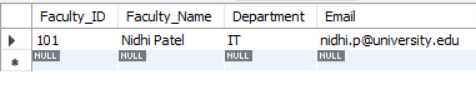 Faculty_ID Faculty_Name Department Email
101 Nidhi Patel IT nidhi.p@university.edu
NULL NULL NULL NULL